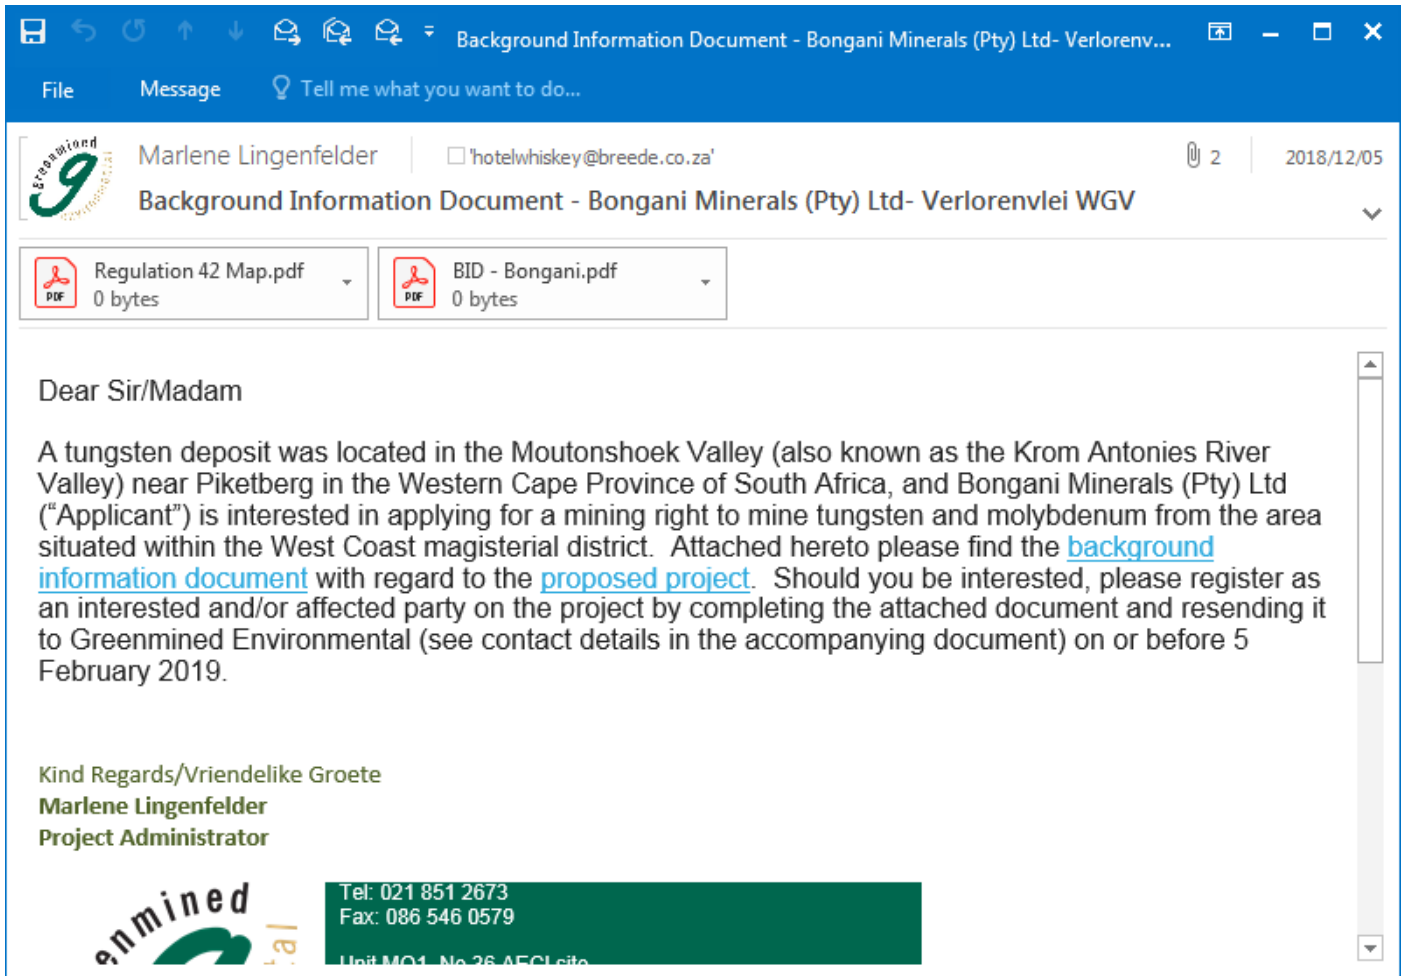 Background Information Document - Bongani Minerals (Pty) Ltd- Verlorenv...
File Message Tell me what you want to do...
greenmined
Marlene Lingenfelder 'hotelwhiskey@breede.co.za' 2 2018/12/05
Background Information Document - Bongani Minerals (Pty) Ltd- Verlorenvlei WGV
Regulation 42 Map.pdf BID - Bongani.pdf
PDF 0 bytes PDF 0 bytes
Dear Sir/Madam
A tungsten deposit was located in the Moutonshoek Valley (also known as the Krom Antonies River
Valley) near Piketberg in the Western Cape Province of South Africa, and Bongani Minerals (Pty) Ltd
(“Applicant”) is interested in applying for a mining right to mine tungsten and molybdenum from the area
situated within the West Coast magisterial district.  Attached hereto please find the background
information document with regard to the proposed project.  Should you be interested, please register as
an interested and/or affected party on the project by completing the attached document and resending it
to Greenmined Environmental (see contact details in the accompanying document) on or before 5
February 2019.
Kind Regards/Vriendelike Groete
Marlene Lingenfelder
Project Administrator
Tel: 021 851 2673
Fax: 086 546 0579
Unit MO1, No 36 AECI site